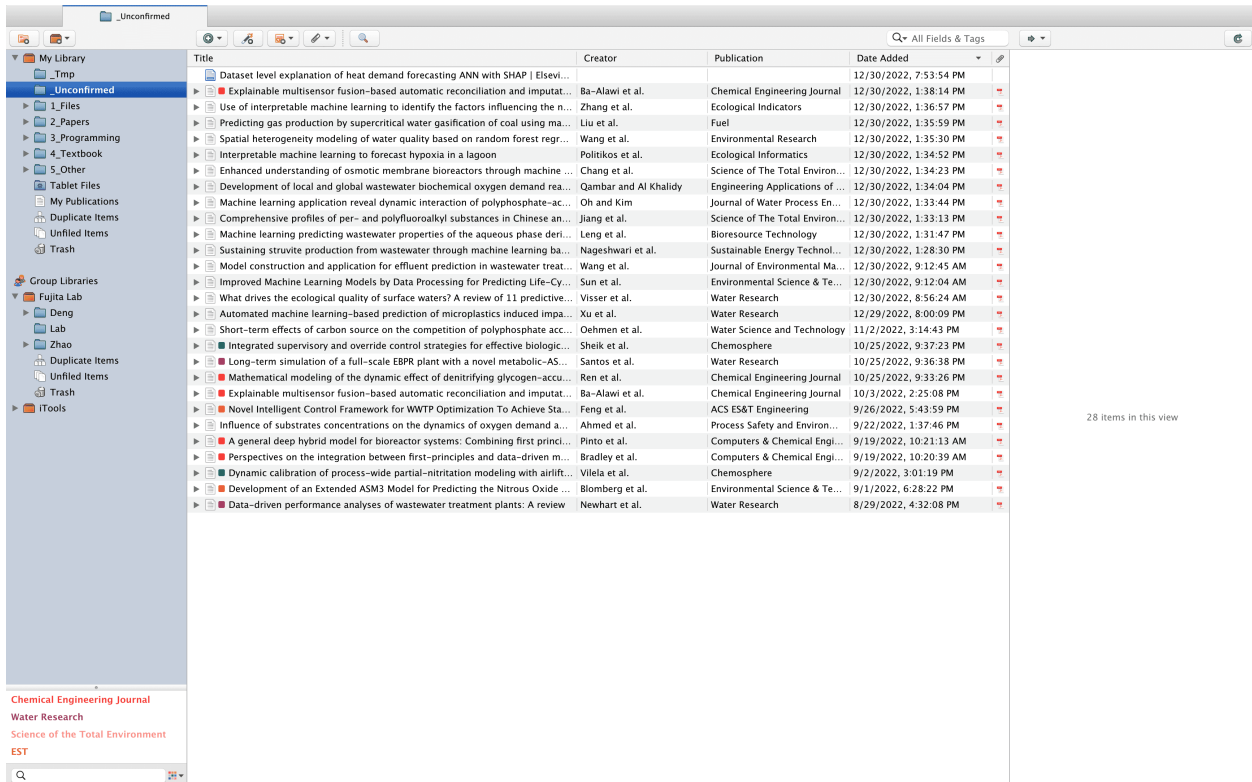 _Unconfirmed
All Fields & Tags
My Library
_Tmp
_Unconfirmed
1_Files
2_Papers
3_Programming
4_Textbook
5_Other
Tablet Files
My Publications
Duplicate Items
Unfiled Items
Trash
Group Libraries
Fujita Lab
Deng
Lab
Zhao
Duplicate Items
Unfiled Items
Trash
iTools
Chemical Engineering Journal
Water Research
Science of the Total Environment
EST
Title Creator Publication Date Added
Dataset level explanation of heat demand forecasting ANN with SHAP | Elsevi... 12/30/2022, 7:53:54 PM
Explainable multisensor fusion-based automatic reconciliation and imputat... Ba-Alawi et al. Chemical Engineering Journal 12/30/2022, 1:38:14 PM
Use of interpretable machine learning to identify the factors influencing the n... Zhang et al. Ecological Indicators 12/30/2022, 1:36:57 PM
Predicting gas production by supercritical water gasification of coal using ma... Liu et al. Fuel 12/30/2022, 1:35:59 PM
Spatial heterogeneity modeling of water quality based on random forest regr... Wang et al. Environmental Research 12/30/2022, 1:35:30 PM
Interpretable machine learning to forecast hypoxia in a lagoon Politikos et al. Ecological Informatics 12/30/2022, 1:34:52 PM
Enhanced understanding of osmotic membrane bioreactors through machine ... Chang et al. Science of The Total Environ... 12/30/2022, 1:34:23 PM
Development of local and global wastewater biochemical oxygen demand rea... Qambar and Al Khalidy Engineering Applications of ... 12/30/2022, 1:34:04 PM
Machine learning application reveal dynamic interaction of polyphosphate-ac... Oh and Kim Journal of Water Process En... 12/30/2022, 1:33:44 PM
Comprehensive profiles of per- and polyfluoroalkyl substances in Chinese an... Jiang et al. Science of The Total Environ... 12/30/2022, 1:33:13 PM
Machine learning predicting wastewater properties of the aqueous phase deri... Leng et al. Bioresource Technology 12/30/2022, 1:31:47 PM
Sustaining struvite production from wastewater through machine learning ba... Nageshwari et al. Sustainable Energy Technol... 12/30/2022, 1:28:30 PM
Model construction and application for effluent prediction in wastewater treat... Wang et al. Journal of Environmental Ma... 12/30/2022, 9:12:45 AM
Improved Machine Learning Models by Data Processing for Predicting Life-Cy... Sun et al. Environmental Science & Te... 12/30/2022, 9:12:04 AM
What drives the ecological quality of surface waters? A review of 11 predictive... Visser et al. Water Research 12/30/2022, 8:56:24 AM
Automated machine learning-based prediction of microplastics induced impa... Xu et al. Water Research 12/29/2022, 8:00:09 PM
Short-term effects of carbon source on the competition of polyphosphate acc... Oehmen et al. Water Science and Technology 11/2/2022, 3:14:43 PM
Integrated supervisory and override control strategies for effective biologic... Sheik et al. Chemosphere 10/25/2022, 9:37:23 PM
Long-term simulation of a full-scale EBPR plant with a novel metabolic-AS... Santos et al. Water Research 10/25/2022, 9:36:38 PM
Mathematical modeling of the dynamic effect of denitrifying glycogen-accu... Ren et al. Chemical Engineering Journal 10/25/2022, 9:33:26 PM
Explainable multisensor fusion-based automatic reconciliation and imputat... Ba-Alawi et al. Chemical Engineering Journal 10/3/2022, 2:25:08 PM
Novel Intelligent Control Framework for WWTP Optimization To Achieve Sta... Feng et al. ACS ES&T Engineering 9/26/2022, 5:43:59 PM
Influence of substrates concentrations on the dynamics of oxygen demand a... Ahmed et al. Process Safety and Environ... 9/22/2022, 1:37:46 PM
A general deep hybrid model for bioreactor systems: Combining first princi... Pinto et al. Computers & Chemical Engi... 9/19/2022, 10:21:13 AM
Perspectives on the integration between first-principles and data-driven m... Bradley et al. Computers & Chemical Engi... 9/19/2022, 10:20:39 AM
Dynamic calibration of process-wide partial-nitritation modeling with airlift... Vilela et al. Chemosphere 9/2/2022, 3:01:19 PM
Development of an Extended ASM3 Model for Predicting the Nitrous Oxide ... Blomberg et al. Environmental Science & Te... 9/1/2022, 6:28:22 PM
Data-driven performance analyses of wastewater treatment plants: A review Newhart et al. Water Research 8/29/2022, 4:32:08 PM
28 items in this view